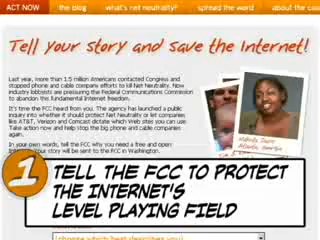 ACT NOW the blog what's net neutrality? spread the word about the
Tell your story and save the Internet!
Last year, more than 1.5 million Americans contacted Congress and
stopped phone and cable company efforts to kill Net Neutrality. Now
industry lobbyists are pressuring the Federal Communications Commission
to abandon this fundamental Internet freedom.
It's time the FCC heard from you. The agency has launched a public
inquiry into whether it should protect Net Neutrality or let companies
like AT&T, Verizon and Comcast dictate which Web sites you can use.
Take action now and help stop the big phone and cable companies
again.
In your own words, tell the FCC why you need a free and open
Your story will be sent to the FCC in Washington.
Atlanta, Georgia
1 TELL THE FCC TO PROTECT
THE INTERNET'S
LEVEL PLAYING FIELD
(choose which best describes you)